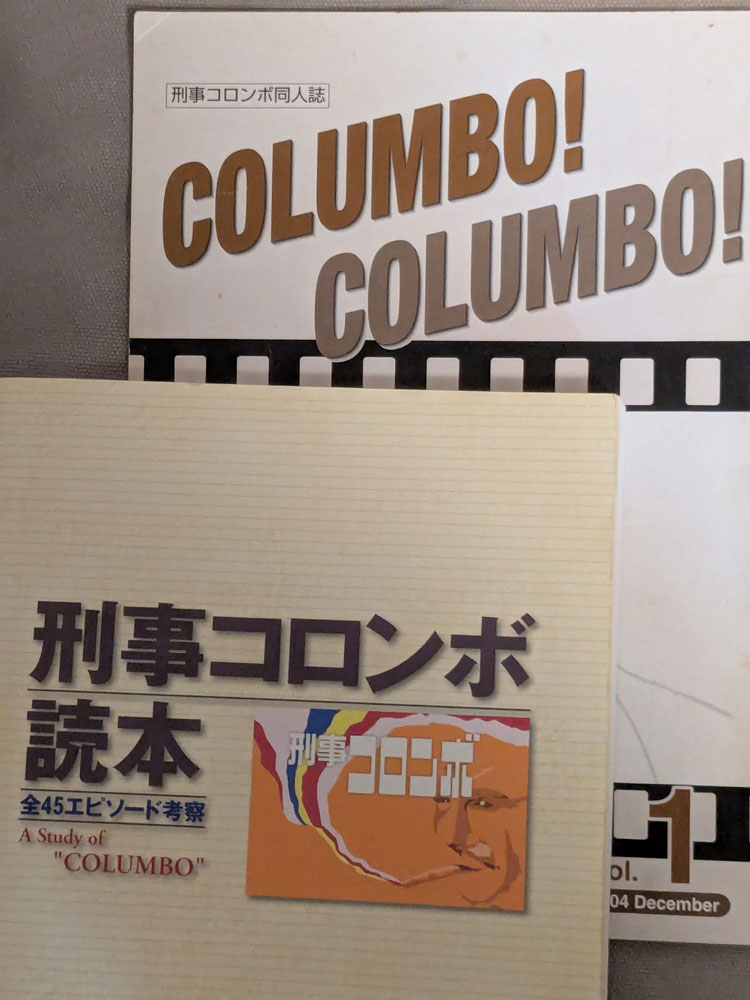 刑事コロンボ同人誌
COLUMBO!
COLUMBO!
刑事コロンボ
読本
全45エピソード考察
A Study of
"COLUMBO"
刑事コロンボ
ol. 1
04 December